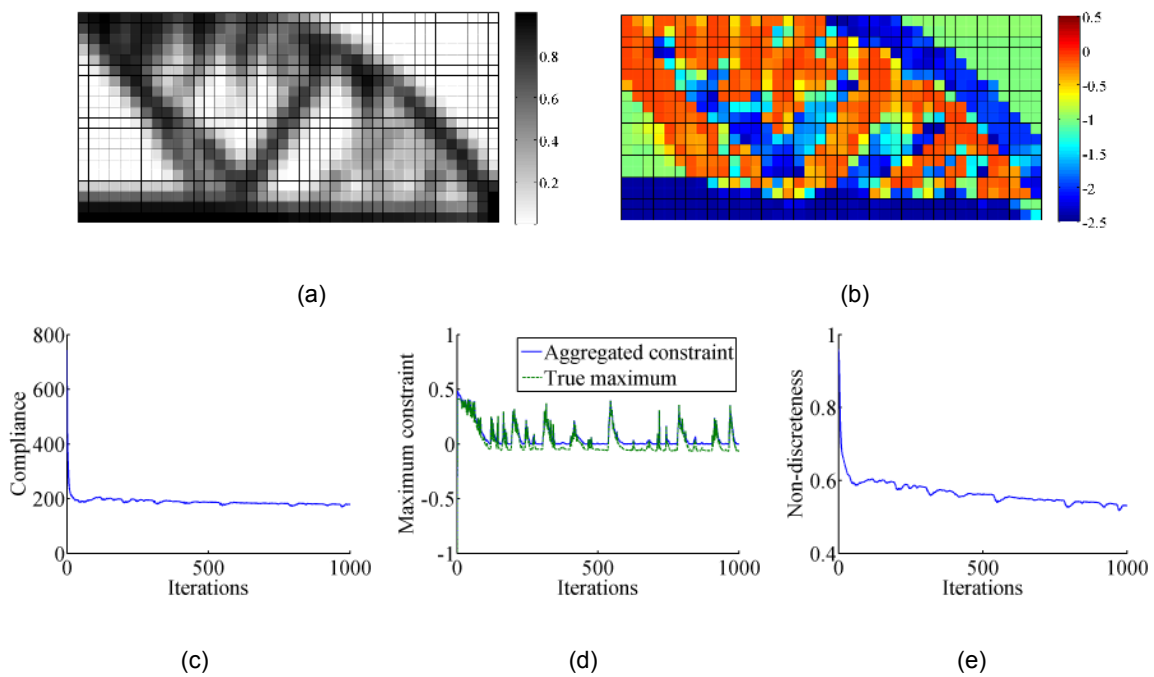 0.8
0.6
0.4
0.2
0.5
0
-0.5
-1
-1.5
-2
-2.5
(a)
(b)
800
600
400
200
0
Compliance
0
500
1000
Iterations
1
0.5
0
-0.5
-1
Maximum constraint
Aggregated constraint
True maximum
0
500
1000
Iterations
1
0.8
0.6
0.4
Non-discreteness
0
500
1000
Iterations
(c)
(d)
(e)